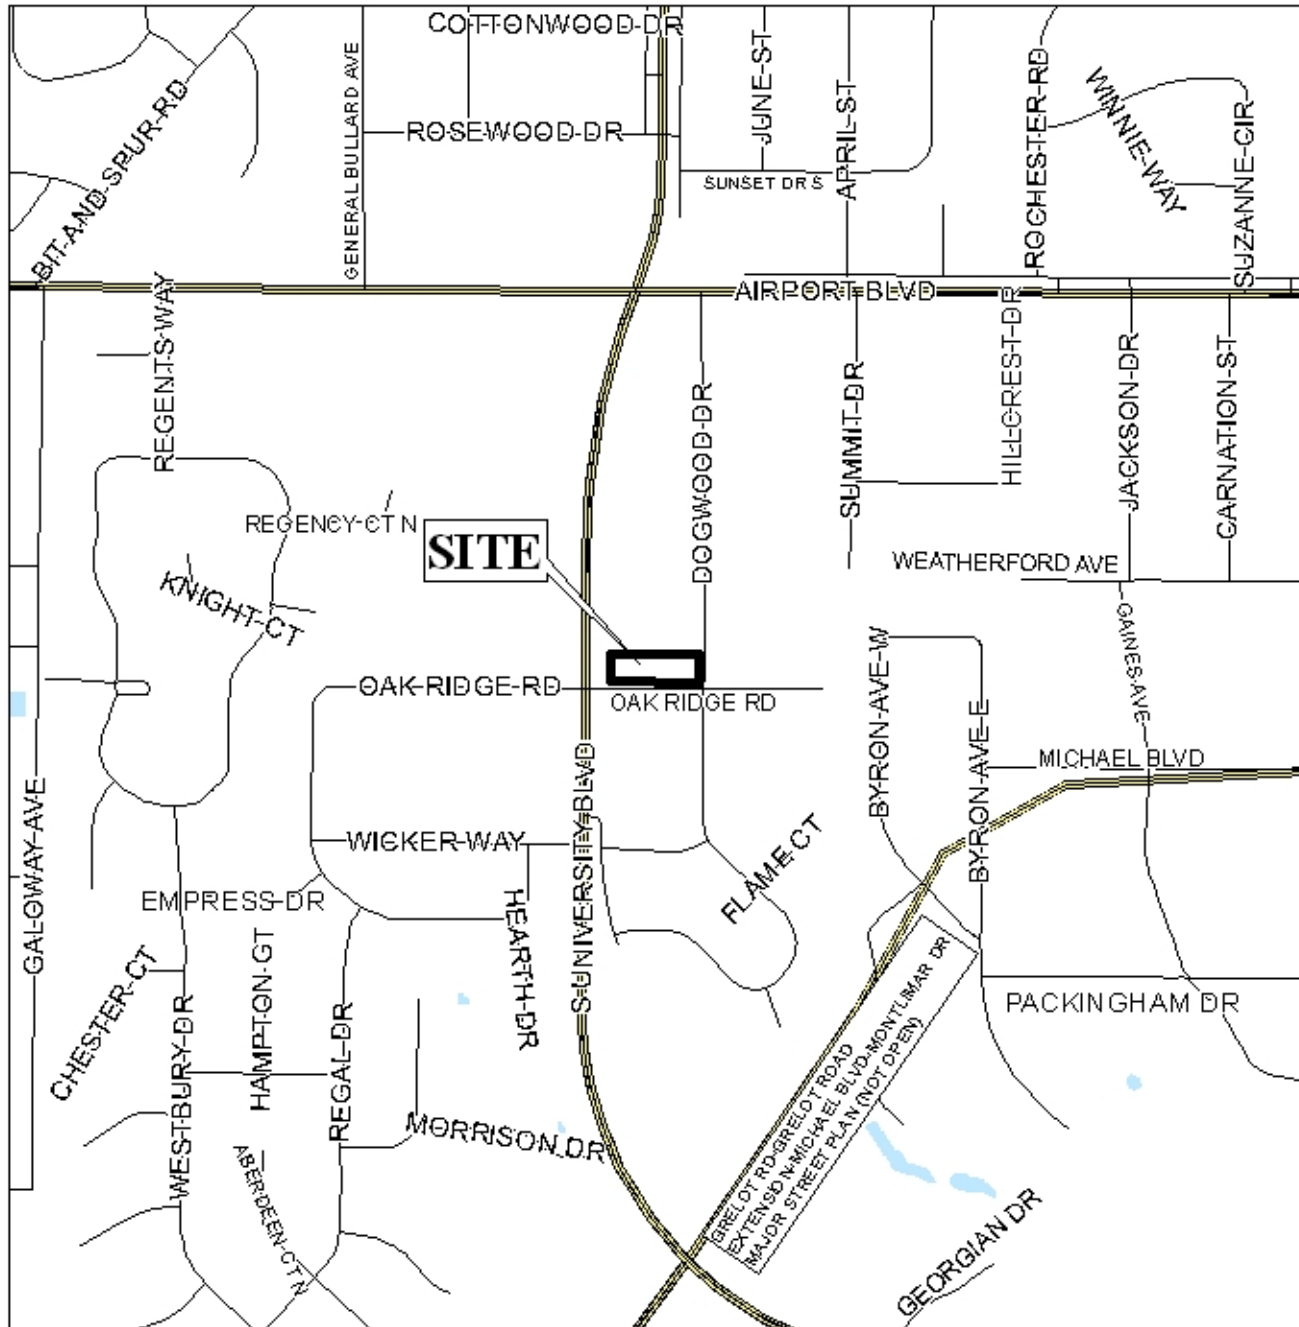 COTTONWOOD DR
JUNE ST
APRIL ST
ROCHESTER RD
WINNIE WAY
SUZANNE CIR
GENERAL BULLARD AVE
BIT AND SPUR RD
ROSEWOOD DR
SUNSET DR S
AIRPORT BLVD
REGENTS WAY
DOGWOOD DR
SUMMIT DR
HILLCREST DR
JACKSON DR
CARNATION ST
REGENCY CT N
SITE
WEATHERFORD AVE
KNIGHT CT
GAINES AVE
BYRON AVE W
OAK RIDGE RD
OAK RIDGE RD
BYRON AVE E
MICHAEL BLVD
GALOWAY AVE
S UNIVERSITY BLVD
WICKER WAY
FLAME CT
EMPRESS DR
HEARTH DR
CHESTER CT
HAMPTON CT
WESTBURY DR
REGAL DR
PACKINGHAM DR
GRELOT RD-GRELOT ROAD
EXTENSION-MICHAEL BLVD-MONTLIMAR DR
MAJOR STREET PLAN (NOT OPEN)
MORRISON DR
ABERDEEN CT N
GEORGIAN DR